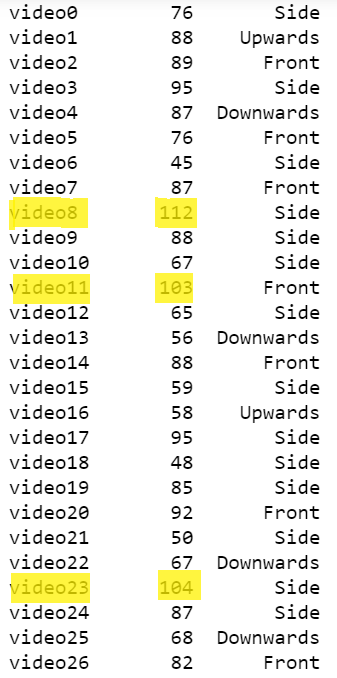 video0 76 Side
video1 88 Upwards
video2 89 Front
video3 95 Side
video4 87 Downwards
video5 76 Front
video6 45 Side
video7 87 Front
video8 112 Side
video9 88 Side
video10 67 Side
video11 103 Front
video12 65 Side
video13 56 Downwards
video14 88 Front
video15 59 Side
video16 58 Upwards
video17 95 Side
video18 48 Side
video19 85 Side
video20 92 Front
video21 50 Side
video22 67 Downwards
video23 104 Side
video24 87 Side
video25 68 Downwards
video26 82 Front